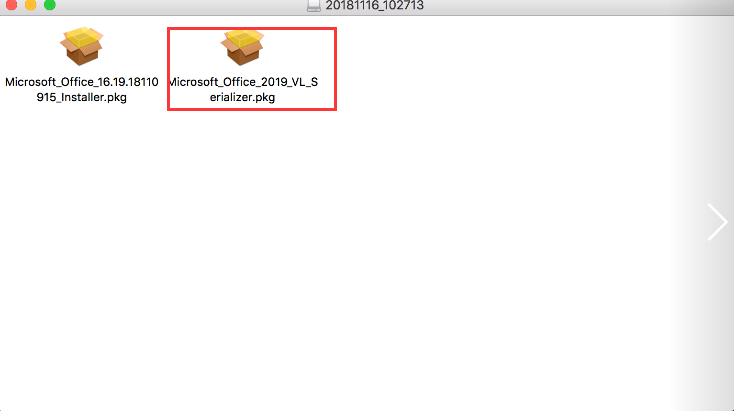 20181116_102713
Microsoft_Office_16.19.18110
915_Installer.pkg
Microsoft_Office_2019_VL_S
erializer.pkg